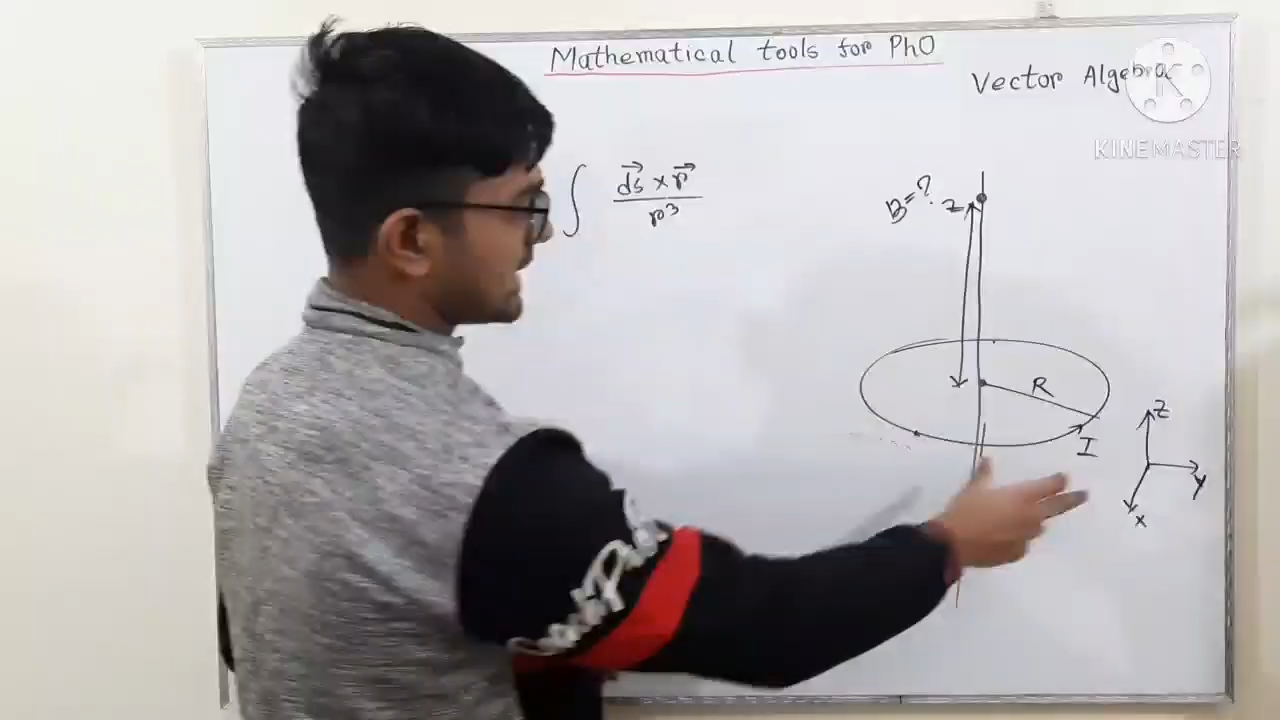 Mathematical tools for PhO
Vector Algebra
K
KINEMASTER
∫ ds⃗ × r⃗ / r³
B=?
z
R
I
z
y
x